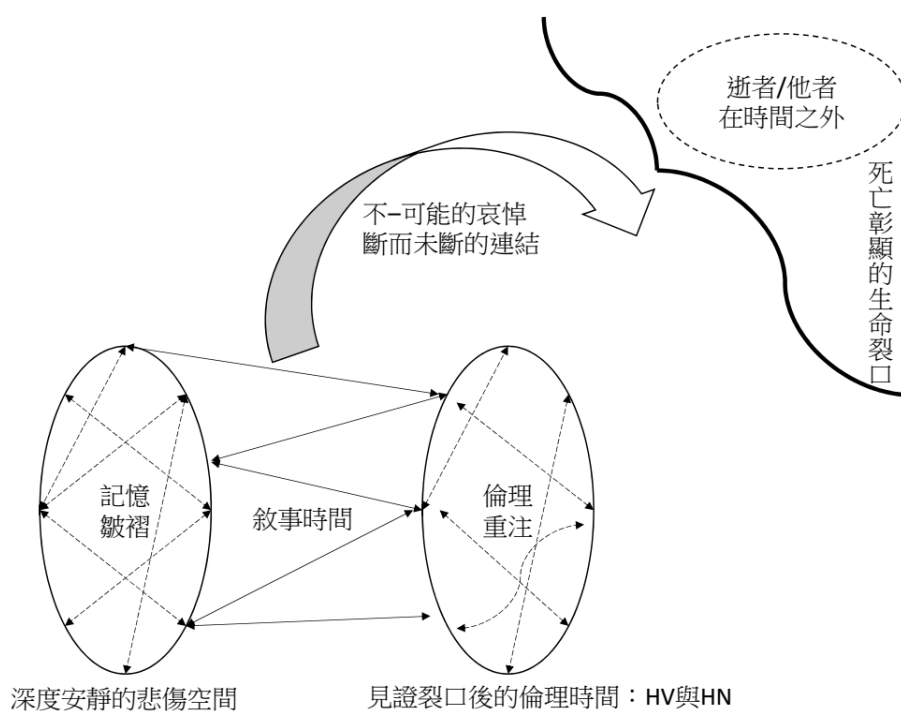 逝者/他者
在時間之外
死亡彰顯的生命裂口
不–可能的哀悼
斷而未斷的連結
記憶
皺褶
敘事時間
倫理
重注
深度安靜的悲傷空間
見證裂口後的倫理時間：HV與HN